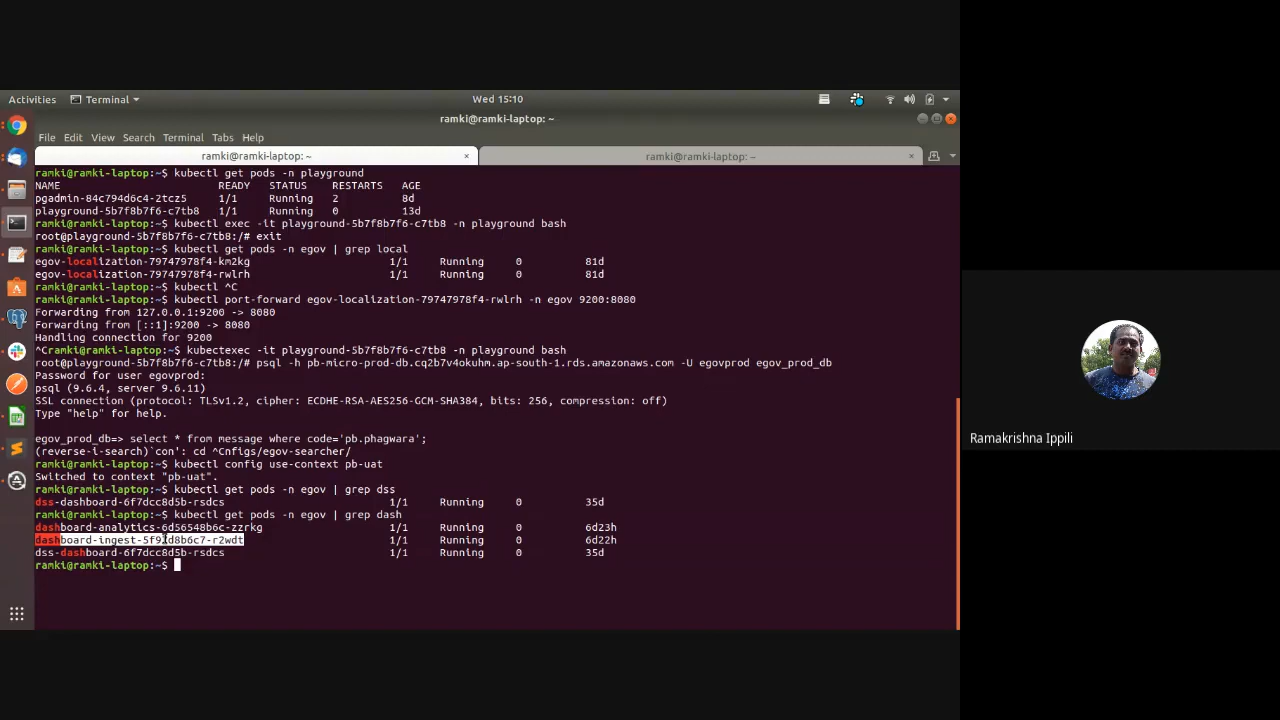 Activities Terminal Wed 15:10
ramki@ramki-laptop: ~
File Edit View Search Terminal Tabs Help
ramki@ramki-laptop: ~ × ramki@ramki-laptop: ~ ×
ramki@ramki-laptop:~$ kubectl get pods -n playground
NAME READY STATUS RESTARTS AGE
pgadmin-84c794d6c4-2tcz5 1/1 Running 2 8d
playground-5b7f8b7f6-c7tb8 1/1 Running 0 13d
ramki@ramki-laptop:~$ kubectl exec -it playground-5b7f8b7f6-c7tb8 -n playground bash
root@playground-5b7f8b7f6-c7tb8:/# exit
ramki@ramki-laptop:~$ kubectl get pods -n egov | grep local
egov-localization-79747978f4-km2kg 1/1 Running 0 81d
egov-localization-79747978f4-rwlrh 1/1 Running 0 81d
ramki@ramki-laptop:~$ kubectl ^C
ramki@ramki-laptop:~$ kubectl port-forward egov-localization-79747978f4-rwlrh -n egov 9200:8080
Forwarding from 127.0.0.1:9200 -> 8080
Forwarding from [::1]:9200 -> 8080
Handling connection for 9200
^Cramki@ramki-laptop:~$ kubectexec -it playground-5b7f8b7f6-c7tb8 -n playground bash
root@playground-5b7f8b7f6-c7tb8:/# psql -h pb-micro-prod-db.cq2b7v4okuhm.ap-south-1.rds.amazonaws.com -U egovprod egov_prod_db
Password for user egovprod:
psql (9.6.4, server 9.6.11)
SSL connection (protocol: TLSv1.2, cipher: ECDHE-RSA-AES256-GCM-SHA384, bits: 256, compression: off)
Type "help" for help.
egov_prod_db=> select * from message where code='pb.phagwara';
(reverse-i-search)`con': cd ^Cnfigs/egov-searcher/
ramki@ramki-laptop:~$ kubectl config use-context pb-uat
Switched to context "pb-uat".
ramki@ramki-laptop:~$ kubectl get pods -n egov | grep dss
dss-dashboard-6f7dcc8d5b-rsdcs 1/1 Running 0 35d
ramki@ramki-laptop:~$ kubectl get pods -n egov | grep dash
dashboard-analytics-6d56548b6c-zzrkg 1/1 Running 0 6d23h
dashboard-ingest-5f92d8b6c7-r2wdt 1/1 Running 0 6d22h
dss-dashboard-6f7dcc8d5b-rsdcs 1/1 Running 0 35d
ramki@ramki-laptop:~$
Ramakrishna Ippili